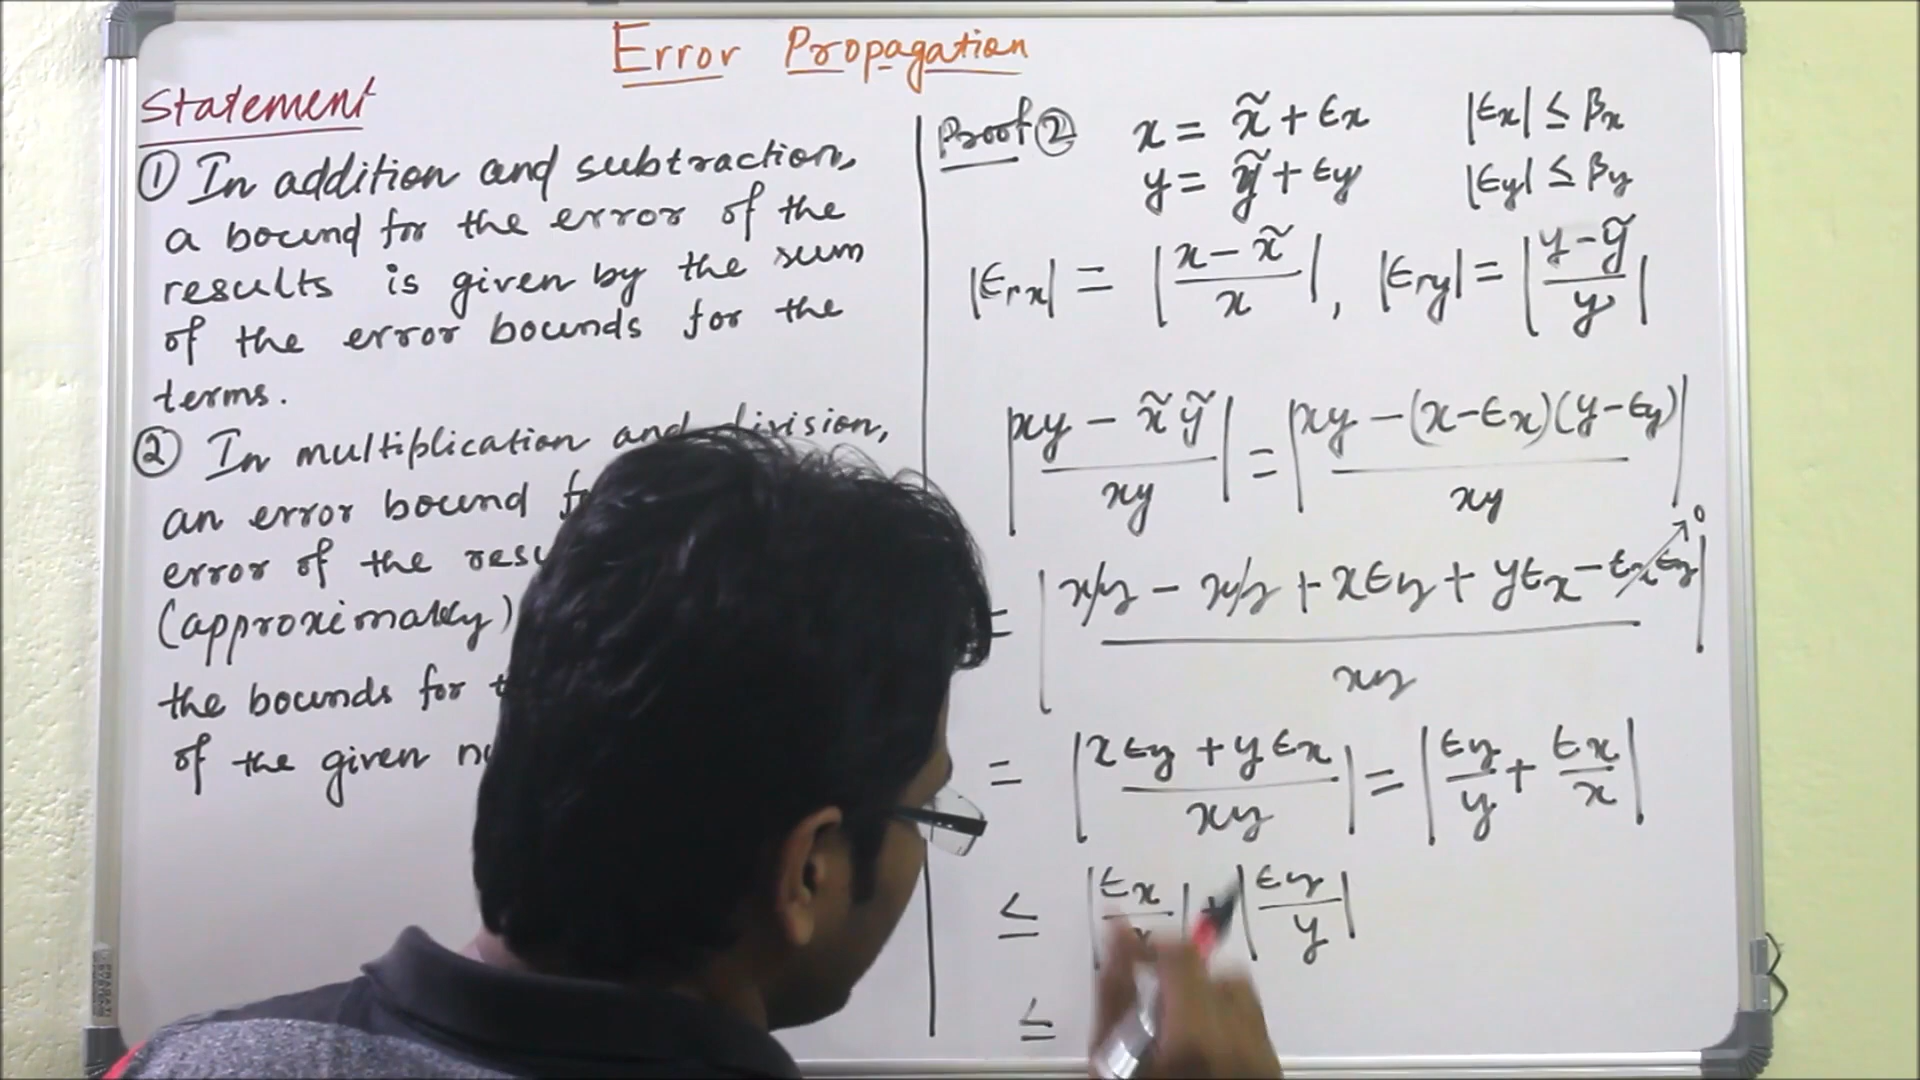 Error Propagation
Statement
① In addition and subtraction,
a bound for the error of the
results is given by the sum
of the error bounds for the
terms.
② In multiplication and division,
an error bound
error of the
(approximately)
the bounds for
of the given
Proof ② x = x̃ + ϵx |ϵx| ≤ βx
y = ỹ + ϵy |ϵy| ≤ βy
|ϵrx| = |(x - x̃)/x|, |ϵry| = |(y - ỹ)/y|
|(xy - x̃ỹ)/xy| = |(xy - (x-ϵx)(y-ϵy))/xy|
= |(xy - xy + xϵy + yϵx - ϵxϵy)/xy| 0
= |(xϵy + yϵx)/xy| = |ϵy/y + ϵx/x|
≤ |ϵx/x| + |ϵy/y|
≤